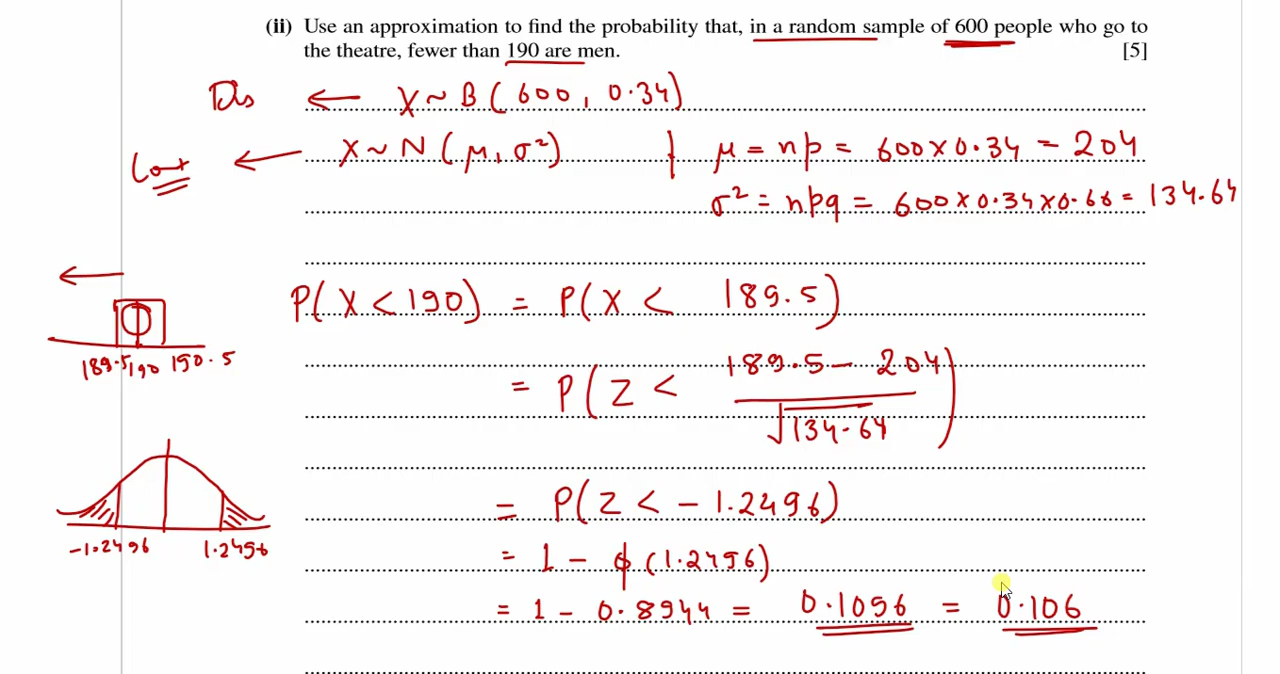 (ii) Use an approximation to find the probability that, in a random sample of 600 people who go to
the theatre, fewer than 190 are men. [5]
Dis ← X ~ B ( 600 , 0.34 )
Cont ← X ~ N ( μ, σ² ) } μ = np = 600 × 0.34 = 204
σ² = npq = 600 × 0.34 × 0.66 = 134.64
P( X < 190 ) = P( X < 189.5 )
189.5 190 190.5
= P( Z < (189.5 - 204) / √134.64 )
= P( Z < - 1.2496 )
-1.2496 1.2496
= 1 - ϕ (1.2496)
= 1 - 0.8944 = 0.1056 = 0.106